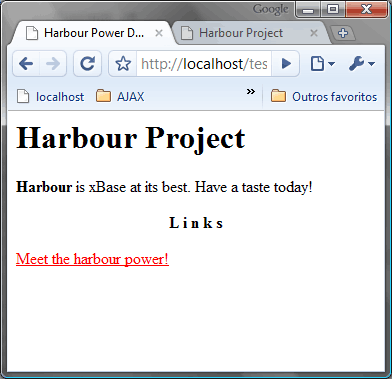 Google
Harbour Power D...
Harbour Project
http://localhost/tes
localhost
AJAX
»
Outros favoritos
Harbour Project
Harbour is xBase at its best. Have a taste today!
L i n k s
Meet the harbour power!